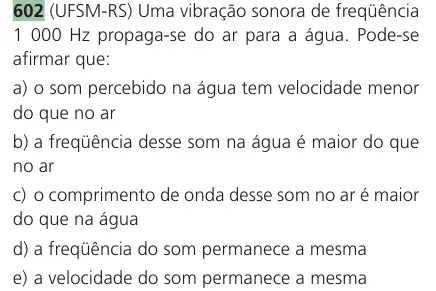 602 (UFSM-RS) Uma vibração sonora de freqüência
1 000 Hz propaga-se do ar para a água. Pode-se
afirmar que:
a) o som percebido na água tem velocidade menor
do que no ar
b) a freqüência desse som na água é maior do que
no ar
c) o comprimento de onda desse som no ar é maior
do que na água
d) a freqüência do som permanece a mesma
e) a velocidade do som permanece a mesma